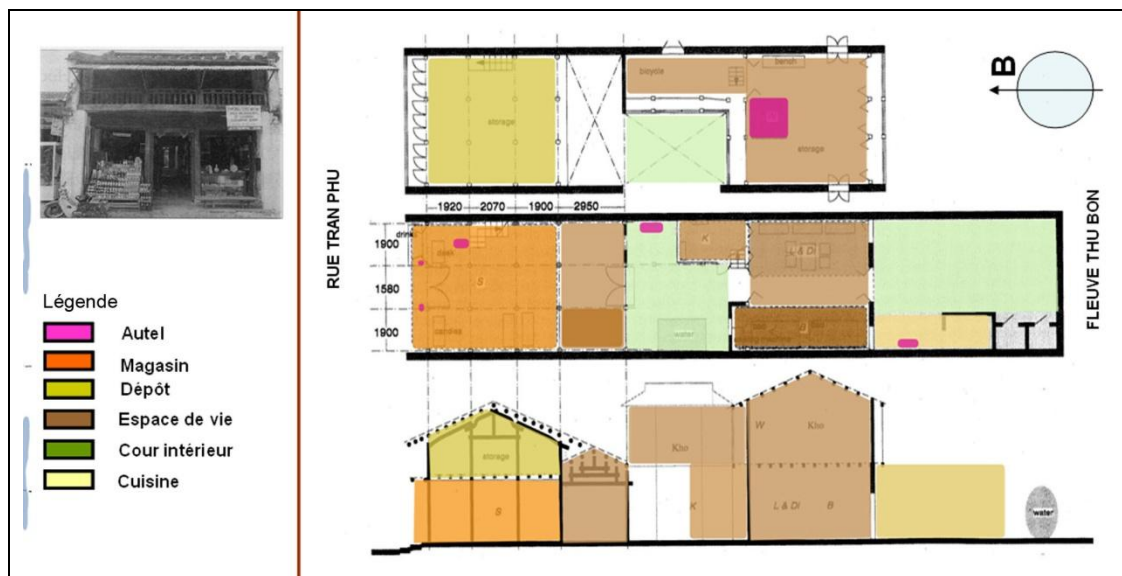 Légende
Autel
Magasin
Dépôt
Espace de vie
Cour intérieur
Cuisine
RUE TRAN PHU
FLEUVE THU BON
B
bicycle
bench
storage
storage
1920 2070 1900 2950
1900
1580
1900
desk
S
K
L & DI
water
B
storage
S
Kho
K
W
Kho
L & DI B
water